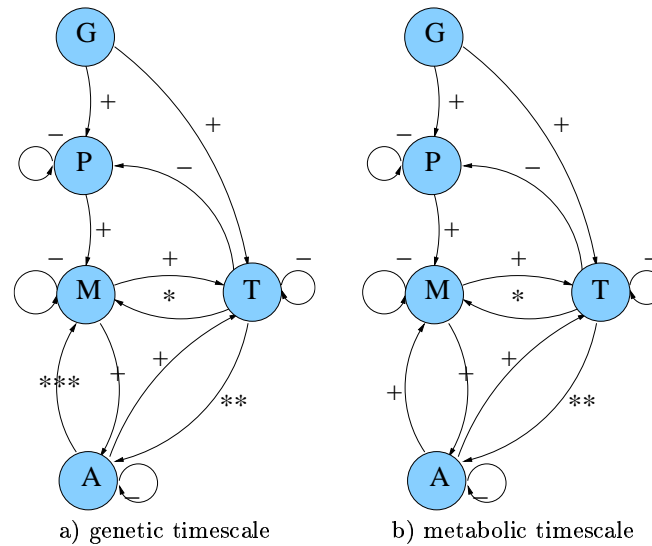 G G
+ +
+ +
− −
P P
− −
+ +
− + − − + −
M T M T
* *
+ +
*** + + +
** **
A A
− −
a) genetic timescale b) metabolic timescale